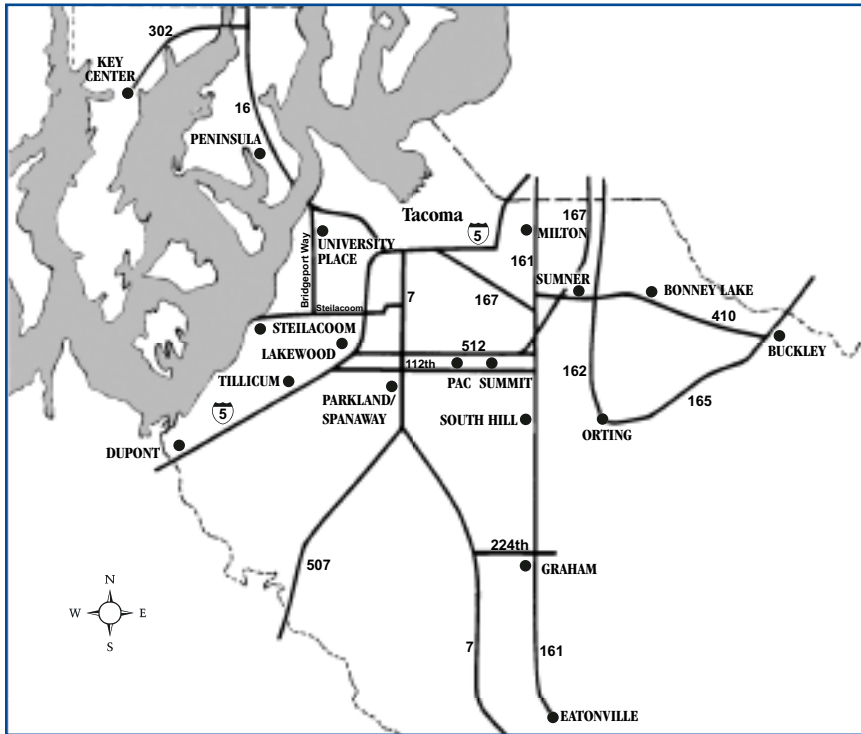 302
KEY
CENTER
16
PENINSULA
Tacoma
5
167
MILTON
UNIVERSITY
PLACE
Bridgeport Way
161
SUMNER
BONNEY LAKE
7
167
410
Steilacoom
STEILACOOM
512
BUCKLEY
LAKEWOOD
112th
TILLICUM
PAC
SUMMIT
162
165
PARKLAND/
SPANAWAY
5
SOUTH HILL
ORTING
DUPONT
224th
507
GRAHAM
N
W
E
S
7
161
EATONVILLE